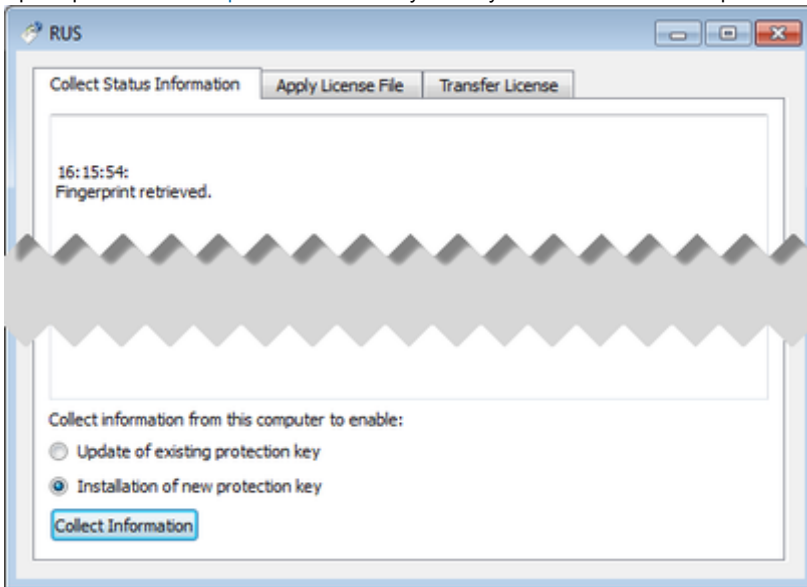 RUS
Collect Status Information
Apply License File
Transfer License
16:15:54:
Fingerprint retrieved.
Collect information from this computer to enable:
Update of existing protection key
Installation of new protection key
Collect Information